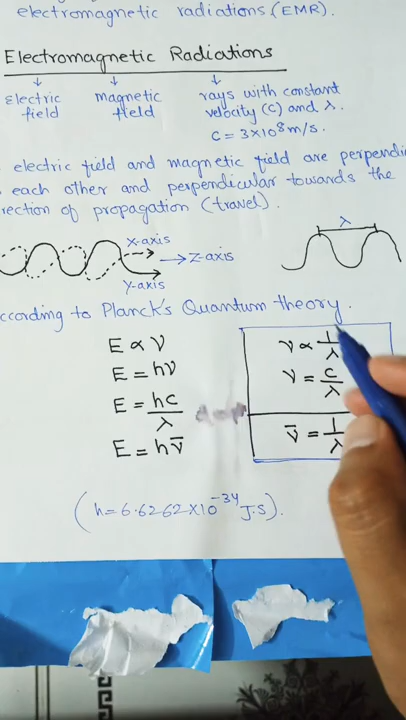 electromagnetic radiations (EMR).
Electromagnetic Radiations
↓ ↓ ↓
electric field
magnetic field
rays with constant velocity (c) and λ.
c = 3×10⁸m/s.
electric field and magnetic field are perpendi
each other and perpendicular towards the
rection of propagation (travel).
λ
X-axis
→ Z-axis
Y-axis
ccording to Planck's Quantum theory.
E ∝ ν
E = hν
E = hc/λ
E = hν̄
ν ∝ 1/λ
ν = c/λ
ν̄ = 1/λ
(h = 6.6262×10⁻³⁴ J.S).